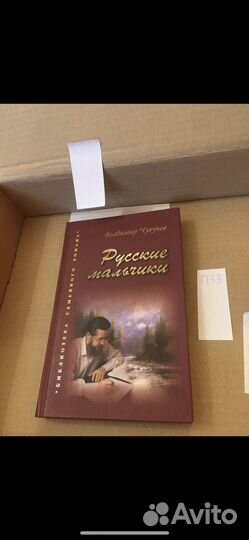 Владимир Чугунов
Русские
мальчики
"БИБЛИОТЕКА СЕМЕЙНОГО РОМАНА"
П33
Avito